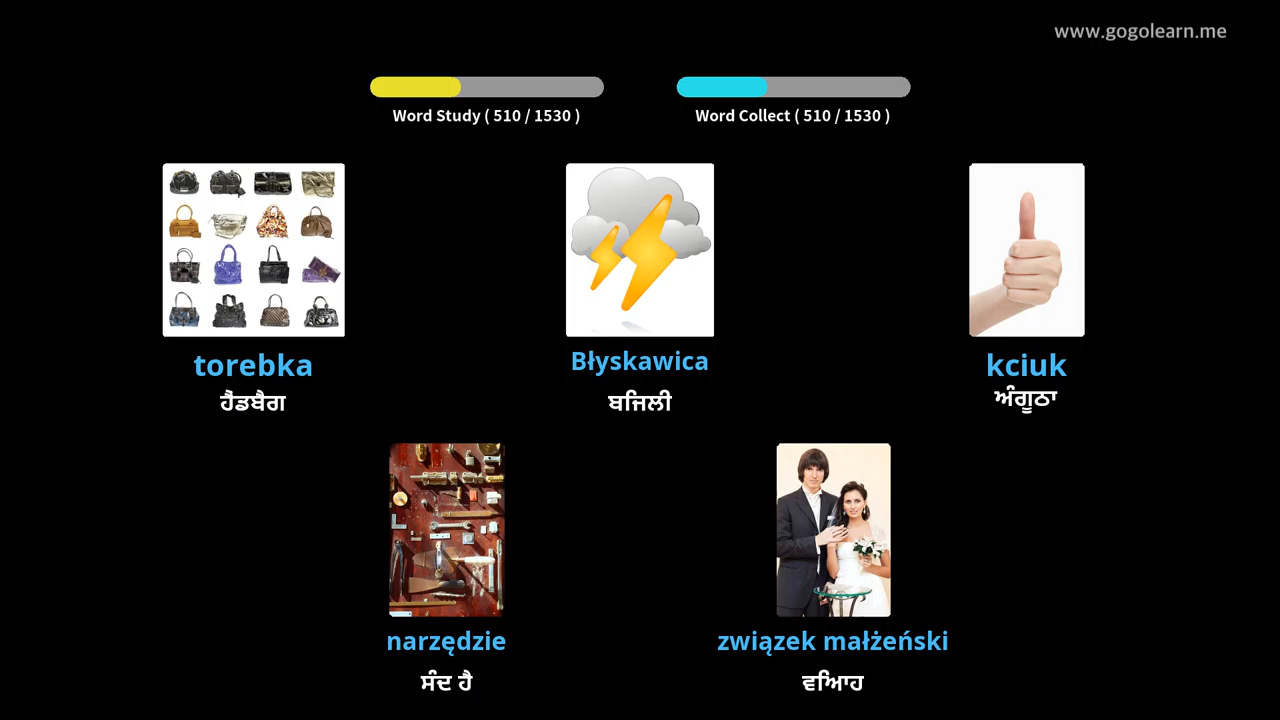 www.gogolearn.me
Word Study ( 510 / 1530 )
Word Collect ( 510 / 1530 )
torebka
ਹੈਂਡਬੈਗ
Błyskawica
ਬਜਿਲੀ
kciuk
ਅੰਗੂਠਾ
narzędzie
ਸੰਦ ਹੈ
związek małżeński
ਵਆਿਹ